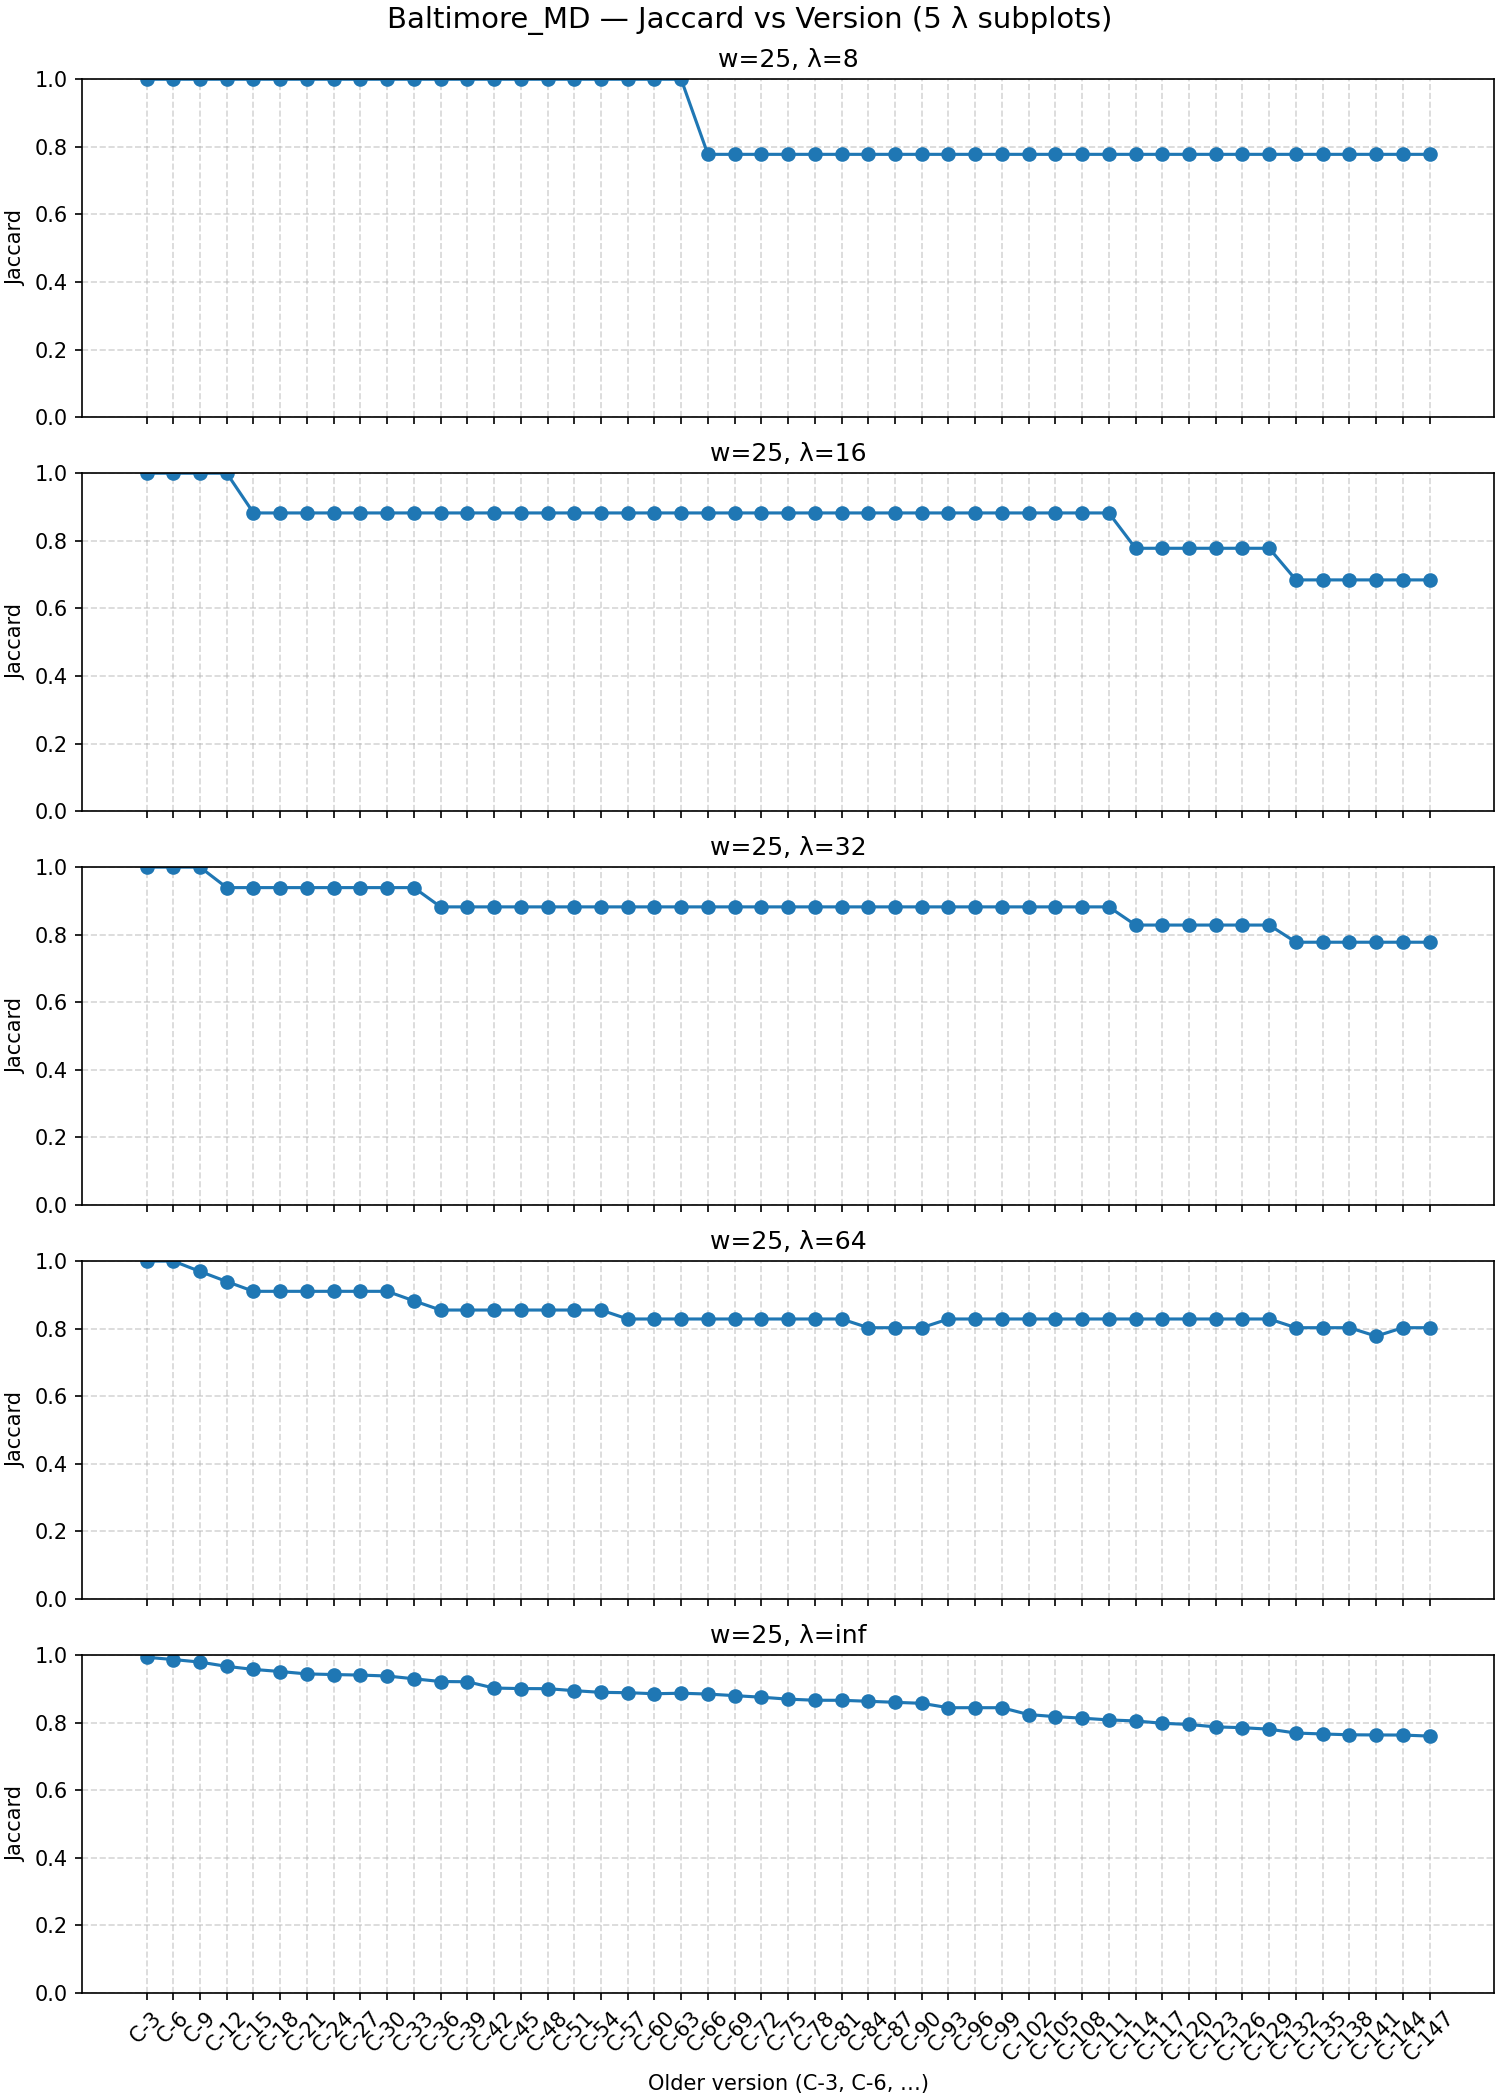 Baltimore_MD — Jaccard vs Version (5 λ subplots)
w=25, λ=8
1.0
0.8
0.6
0.4
0.2
0.0
Jaccard
w=25, λ=16
1.0
0.8
0.6
0.4
0.2
0.0
Jaccard
w=25, λ=32
1.0
0.8
0.6
0.4
0.2
0.0
Jaccard
w=25, λ=64
1.0
0.8
0.6
0.4
0.2
0.0
Jaccard
w=25, λ=inf
1.0
0.8
0.6
0.4
0.2
0.0
Jaccard
C-3 C-6 C-9 C-12 C-15 C-18 C-21 C-24 C-27 C-30 C-33 C-36 C-39 C-42 C-45 C-48 C-51 C-54 C-57 C-60 C-63 C-66 C-69 C-72 C-75 C-78 C-81 C-84 C-87 C-90 C-93 C-96 C-99 C-102 C-105 C-108 C-111 C-114 C-117 C-120 C-123 C-126 C-129 C-132 C-135 C-138 C-141 C-144 C-147
Older version (C-3, C-6, ...)